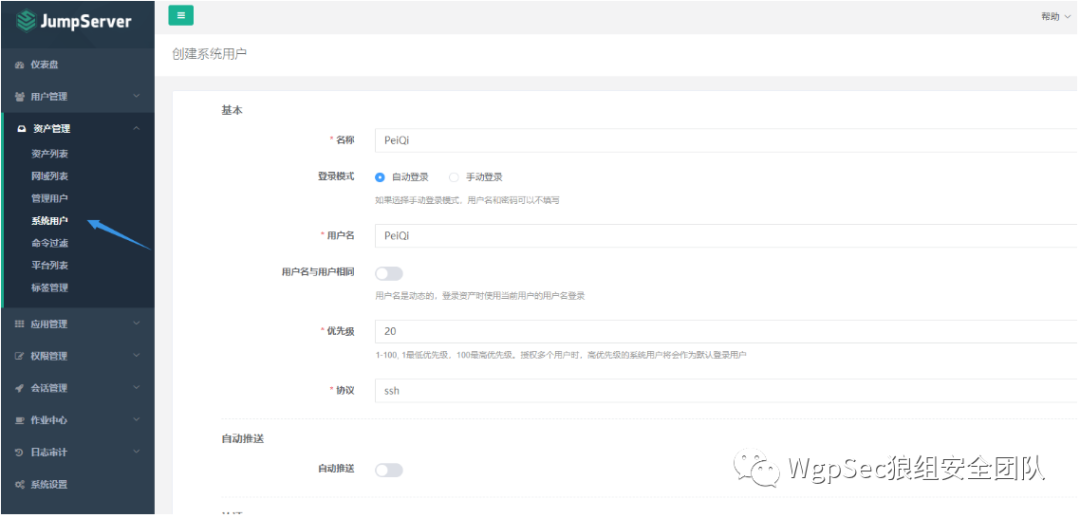 JumpServer
帮助
创建系统用户
仪表盘
用户管理
资产管理
资产列表
网域列表
管理用户
系统用户
命令过滤
平台列表
标签管理
应用管理
权限管理
会话管理
作业中心
日志审计
系统设置
基本
* 名称
PeiQi
登录模式
自动登录 手动登录
如果选择手动登录模式，用户名和密码可以不填写
* 用户名
PeiQi
用户名与用户相同
用户名是动态的，登录资产时使用当前用户的用户名登录
* 优先级
20
1-100, 1最低优先级，100最高优先级。授权多个用户时，高优先级的系统用户将会作为默认登录用户
* 协议
ssh
自动推送
自动推送
WgpSec狼组安全团队